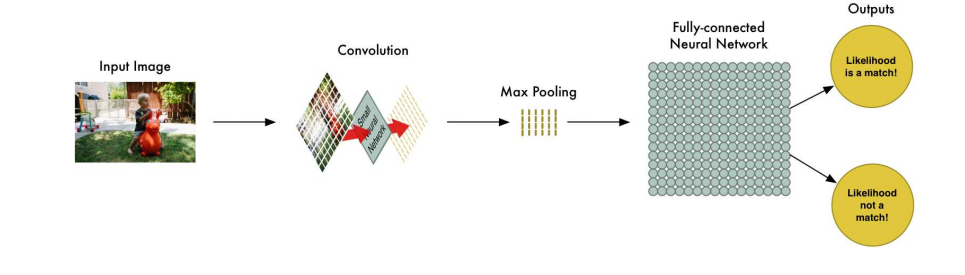 Input Image
Convolution
Small
Neural
Network
Max Pooling
Fully-connected
Neural Network
Outputs
Likelihood
is a match!
Likelihood
not a
match!